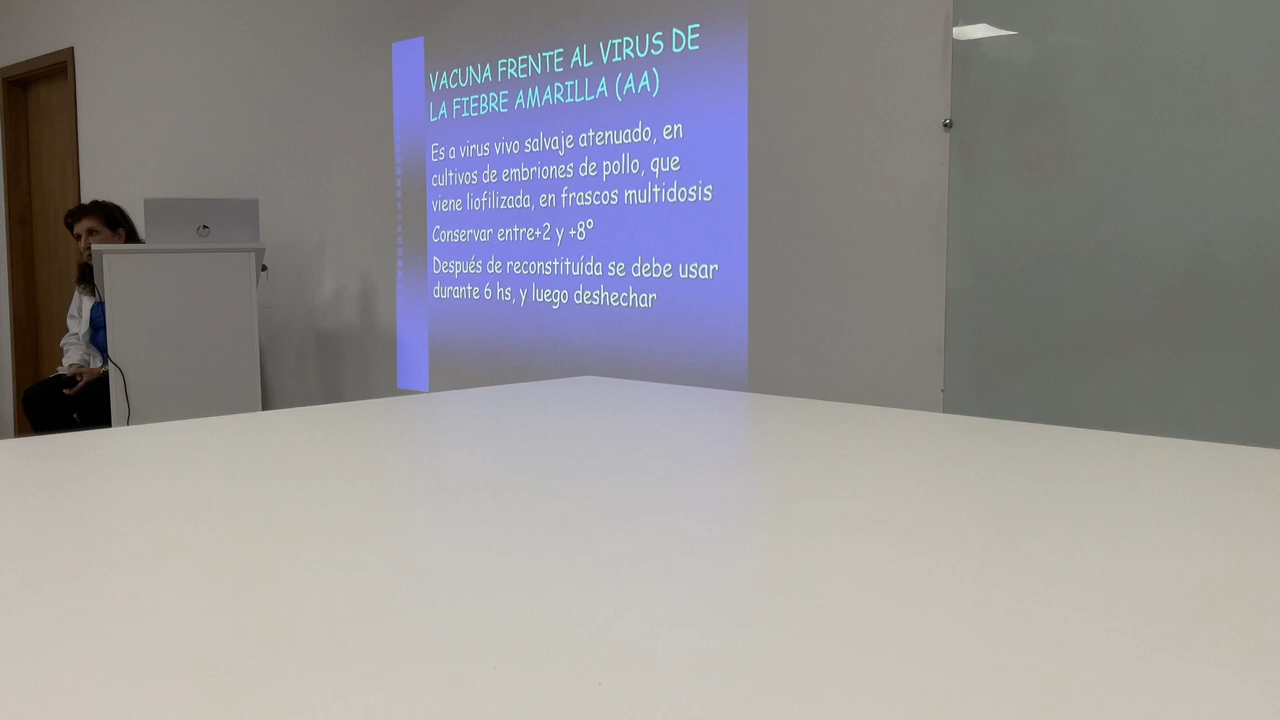 VACUNA FRENTE AL VIRUS DE
LA FIEBRE AMARILLA (AA)
Es a virus vivo salvaje atenuado, en
cultivos de embriones de pollo, que
viene liofilizada, en frascos multidosis
Conservar entre+2 y +8º
Después de reconstituída se debe usar
durante 6 hs, y luego deshechar